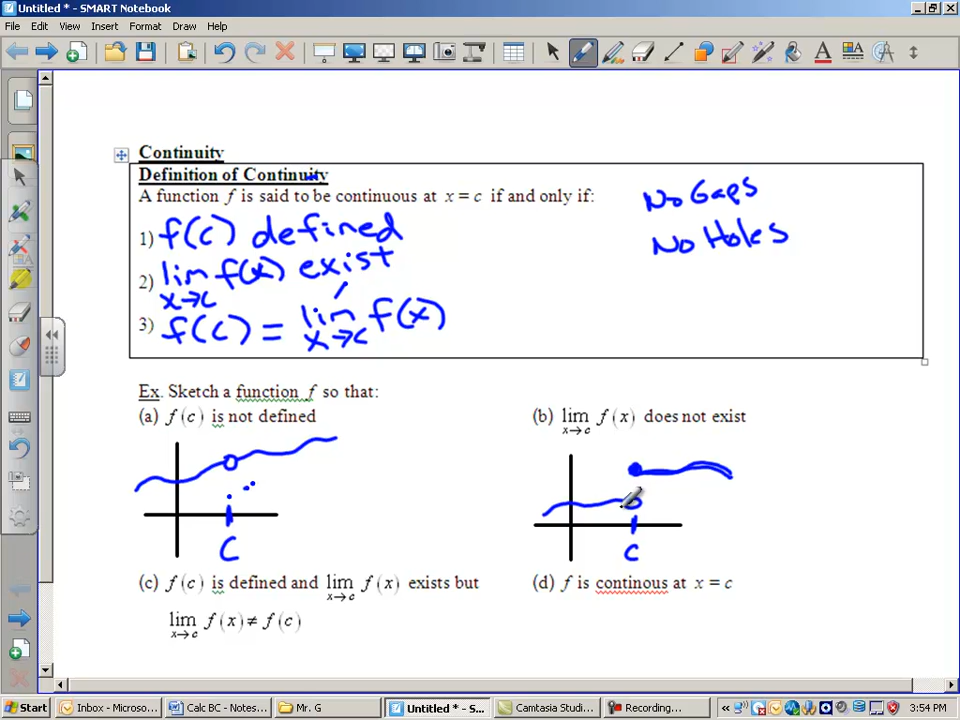 Untitled * - SMART Notebook
File Edit View Insert Format Draw Help
Continuity
Definition of Continuity
A function f is said to be continuous at x = c if and only if:
No Gaps
1) f(c) defined
No Holes
2) lim f(x) exist
x→c
3) f(c) = lim f(x)
x→c
Ex. Sketch a function f so that:
(a) f(c) is not defined
(b) lim f(x) does not exist
x→c
C
C
(c) f(c) is defined and lim f(x) exists but
x→c
lim f(x) ≠ f(c)
x→c
(d) f is continous at x = c
Start Inbox - Microso... Calc BC - Notes... Mr. G Untitled * - S... Camtasia Studi... Recording... 3:54 PM